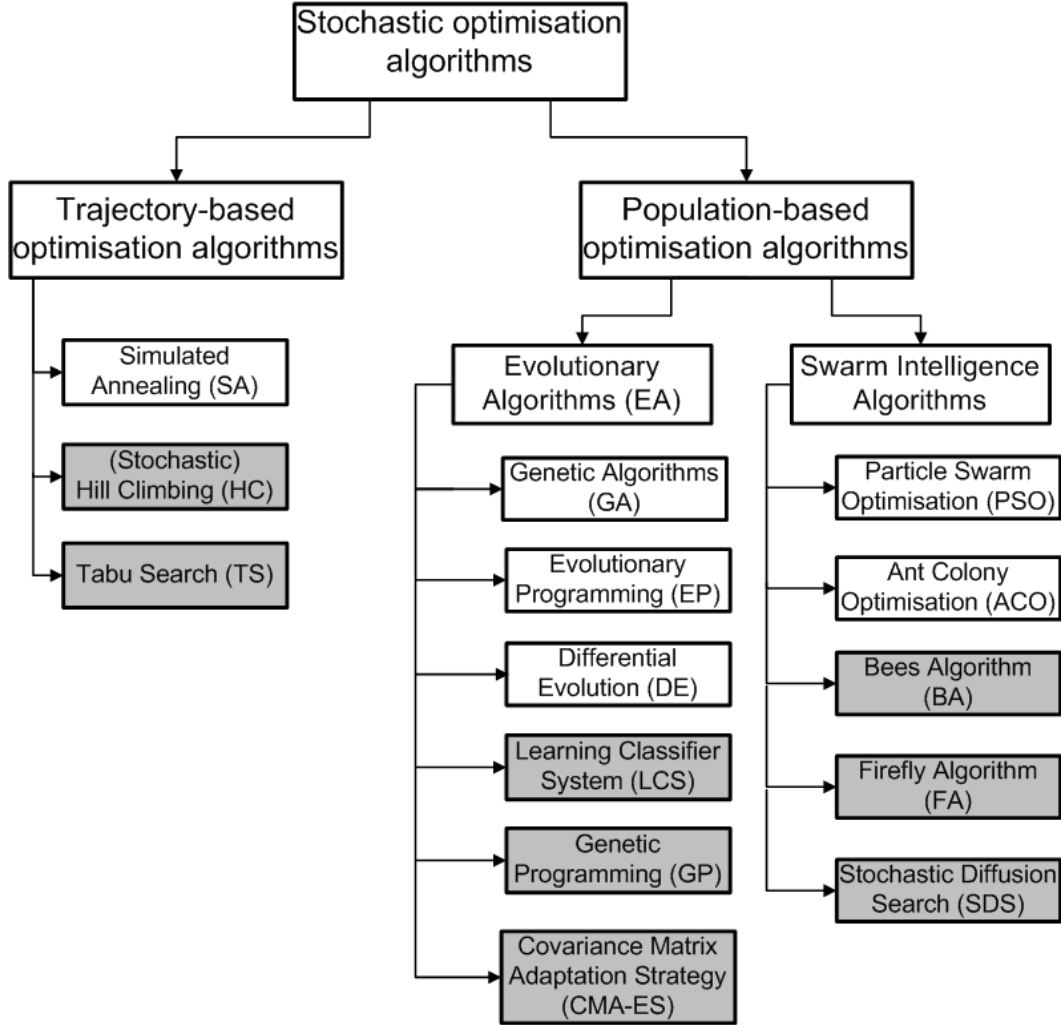 Stochastic optimisation
algorithms
Trajectory-based
optimisation algorithms
Population-based
optimisation algorithms
Simulated
Annealing (SA)
(Stochastic)
Hill Climbing (HC)
Tabu Search (TS)
Evolutionary
Algorithms (EA)
Genetic Algorithms
(GA)
Evolutionary
Programming (EP)
Differential
Evolution (DE)
Learning Classifier
System (LCS)
Genetic
Programming (GP)
Covariance Matrix
Adaptation Strategy
(CMA-ES)
Swarm Intelligence
Algorithms
Particle Swarm
Optimisation (PSO)
Ant Colony
Optimisation (ACO)
Bees Algorithm
(BA)
Firefly Algorithm
(FA)
Stochastic Diffusion
Search (SDS)